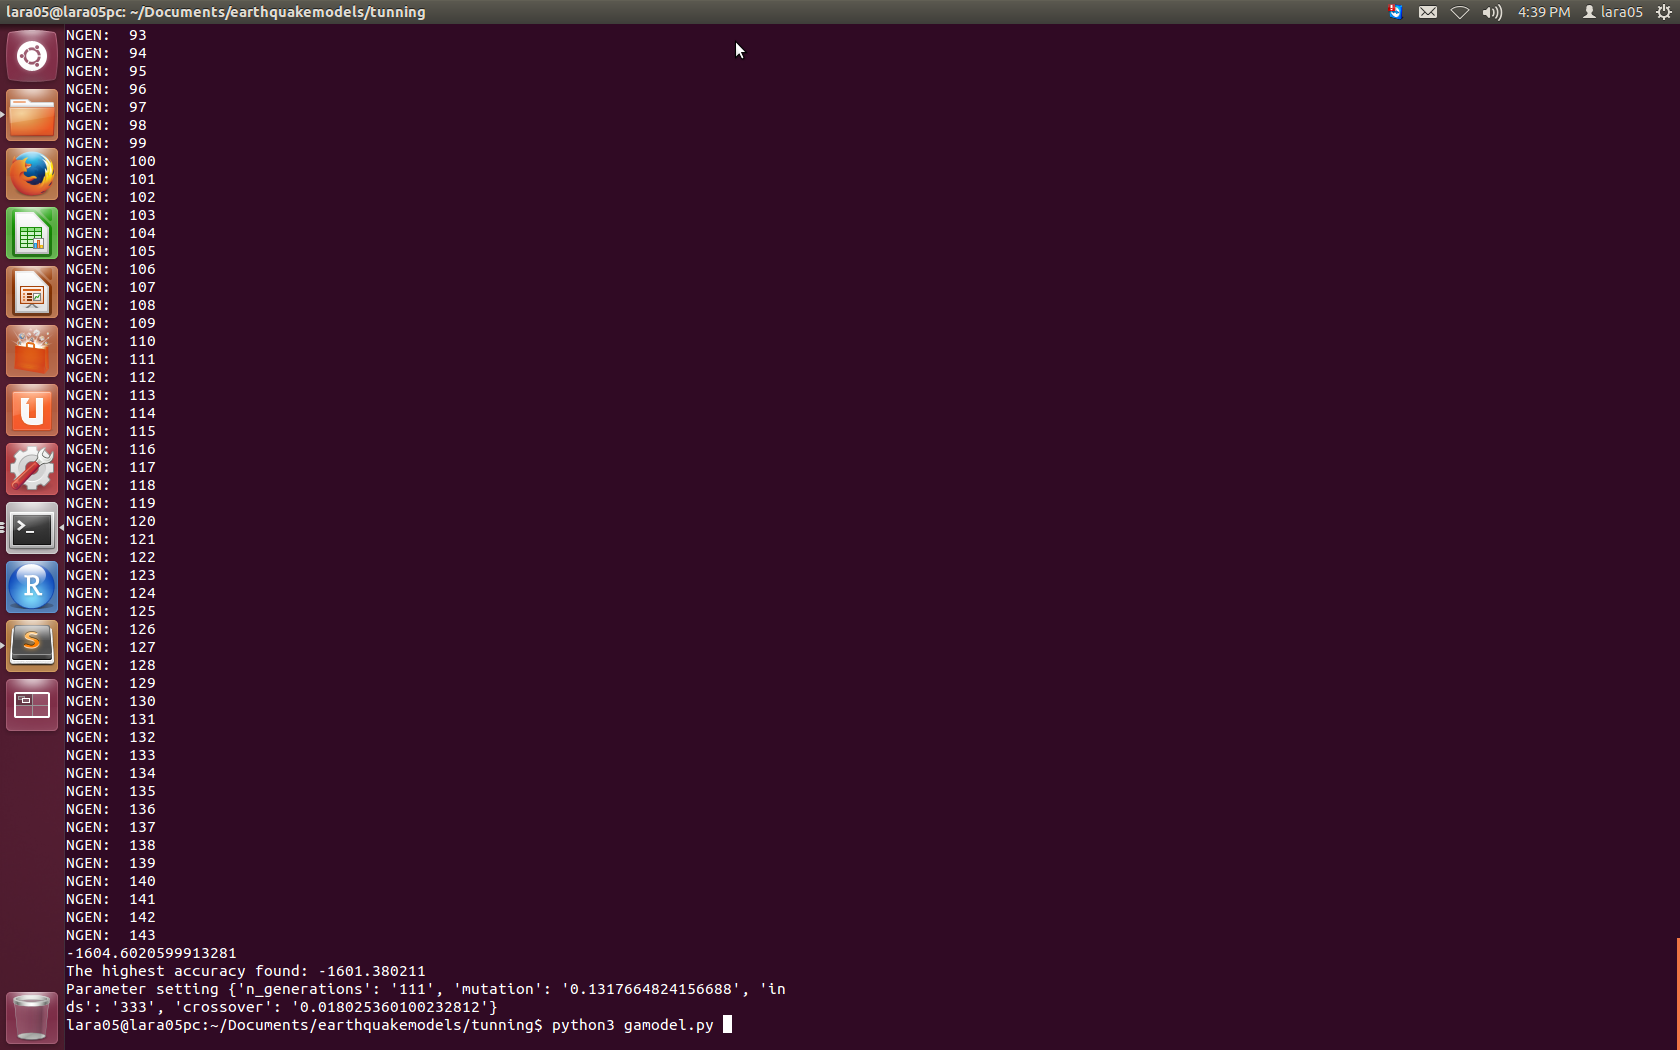 lara05@lara05pc: ~/Documents/earthquakemodels/tunning
4:39 PM
lara05
NGEN:  93
NGEN:  94
NGEN:  95
NGEN:  96
NGEN:  97
NGEN:  98
NGEN:  99
NGEN:  100
NGEN:  101
NGEN:  102
NGEN:  103
NGEN:  104
NGEN:  105
NGEN:  106
NGEN:  107
NGEN:  108
NGEN:  109
NGEN:  110
NGEN:  111
NGEN:  112
NGEN:  113
NGEN:  114
NGEN:  115
NGEN:  116
NGEN:  117
NGEN:  118
NGEN:  119
NGEN:  120
NGEN:  121
NGEN:  122
NGEN:  123
NGEN:  124
NGEN:  125
NGEN:  126
NGEN:  127
NGEN:  128
NGEN:  129
NGEN:  130
NGEN:  131
NGEN:  132
NGEN:  133
NGEN:  134
NGEN:  135
NGEN:  136
NGEN:  137
NGEN:  138
NGEN:  139
NGEN:  140
NGEN:  141
NGEN:  142
NGEN:  143
-1604.6020599913281
The highest accuracy found: -1601.380211
Parameter setting {'n_generations': '111', 'mutation': '0.1317664824156688', 'in
ds': '333', 'crossover': '0.018025360100232812'}
lara05@lara05pc:~/Documents/earthquakemodels/tunning$ python3 gamodel.py